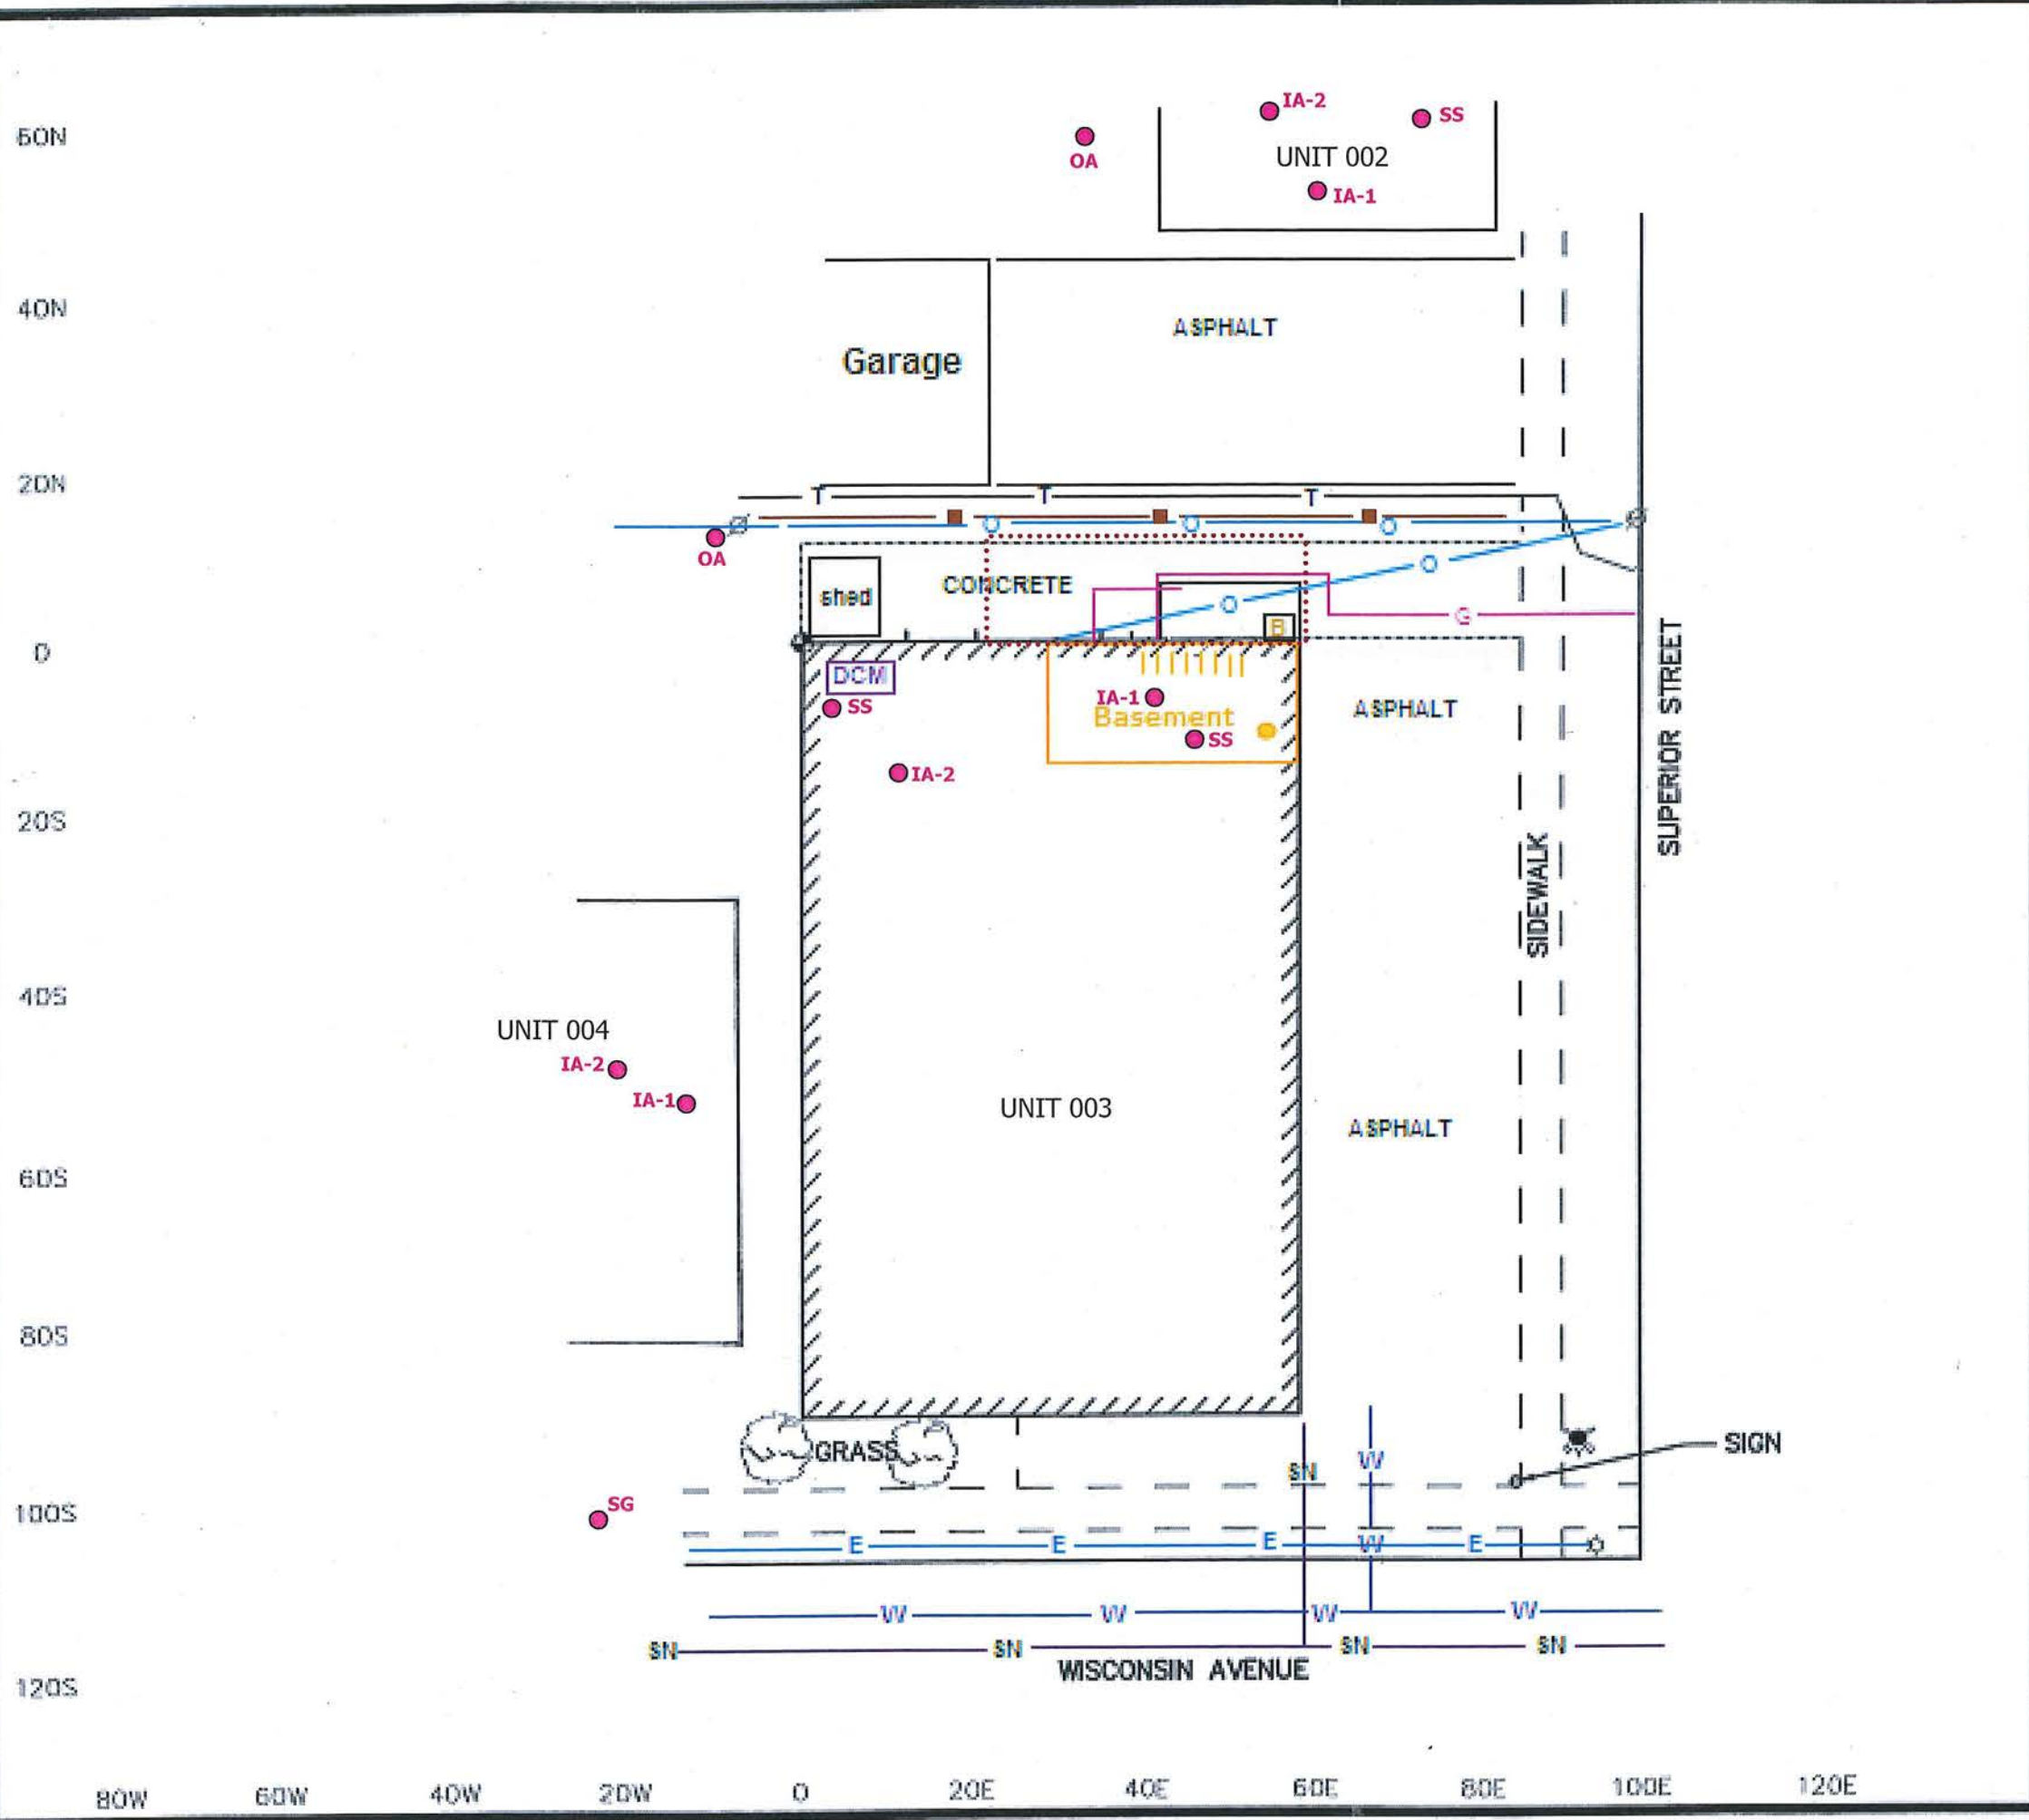 IA-2
SS
60N
OA
UNIT 002
IA-1
40N
ASPHALT
Garage
20N
T T T
O O O
OA
O
shed
CONCRETE
O
G
B
0
DCM
SS
IA-1
Basement
SS
ASPHALT
SUPERIOR STREET
IA-2
20S
SIDEWALK
40S
UNIT 004
IA-2
IA-1
UNIT 003
ASPHALT
60S
80S
GRASS
SN
W
SIGN
100S
SG
E E E W E
W W W W
SN SN SN SN
WISCONSIN AVENUE
120S
80W 60W 40W 20W 0 20E 40E 60E 80E 100E 120E